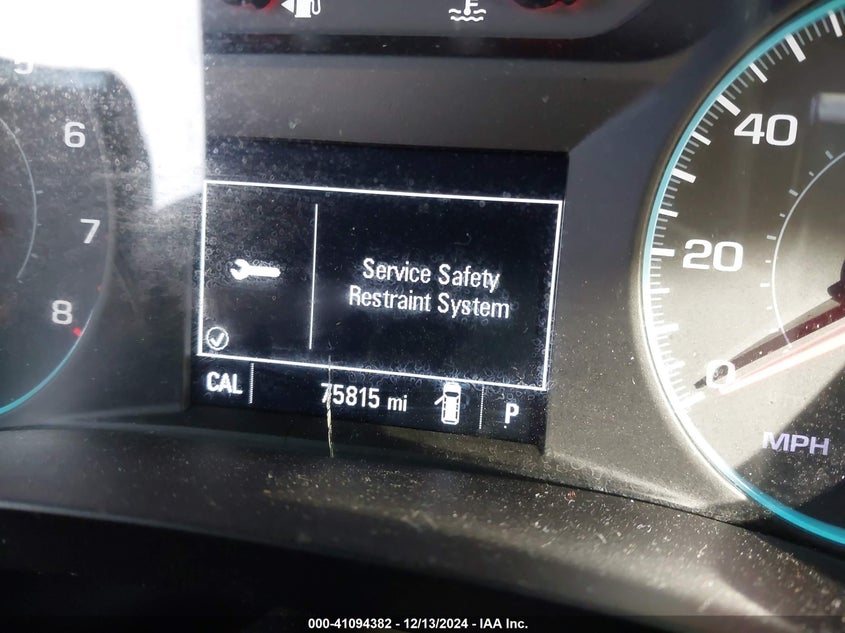 5
6
7
8
Service Safety
Restraint System
CAL
75815 mi
P
40
20
0
MPH
000-41094382 - 12/13/2024 - IAA Inc.